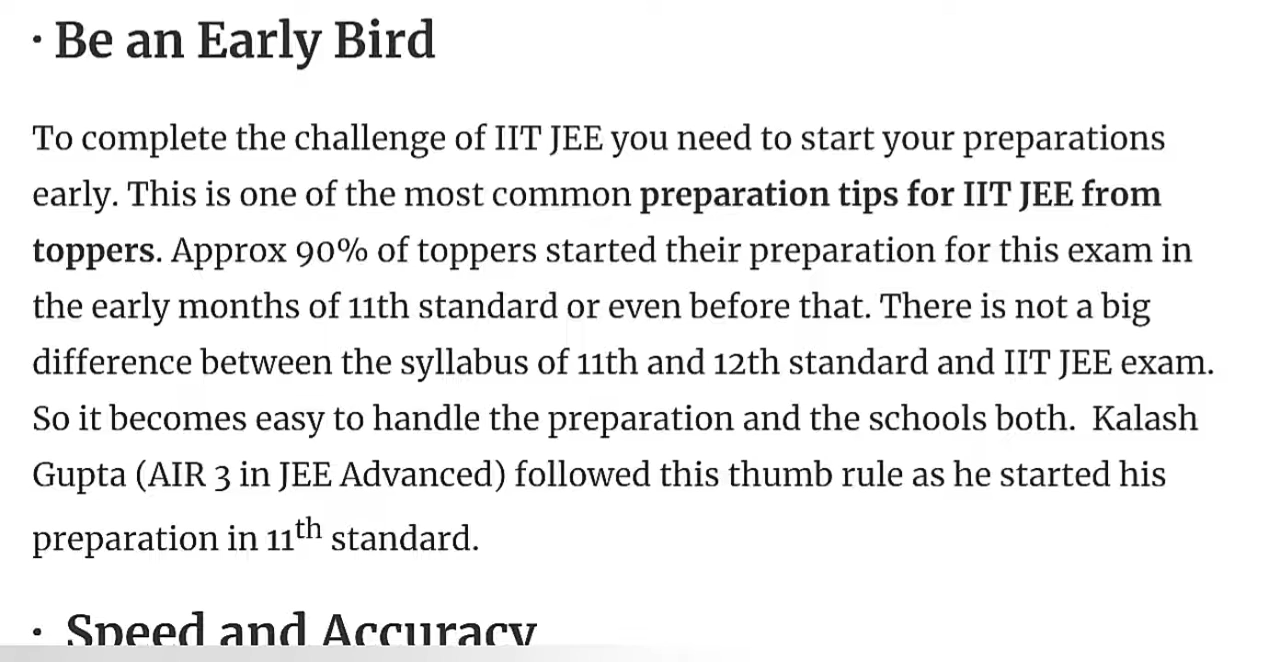 · Be an Early Bird
To complete the challenge of IIT JEE you need to start your preparations
early. This is one of the most common preparation tips for IIT JEE from
toppers. Approx 90% of toppers started their preparation for this exam in
the early months of 11th standard or even before that. There is not a big
difference between the syllabus of 11th and 12th standard and IIT JEE exam.
So it becomes easy to handle the preparation and the schools both.  Kalash
Gupta (AIR 3 in JEE Advanced) followed this thumb rule as he started his
preparation in 11th standard.
· Speed and Accuracy